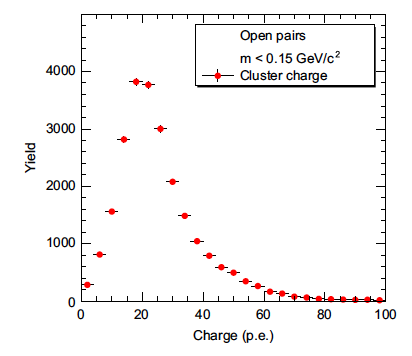 Open pairs
m < 0.15 GeV/c²
Cluster charge
4000
3000
2000
1000
0
Yield
0 20 40 60 80 100
Charge (p.e.)